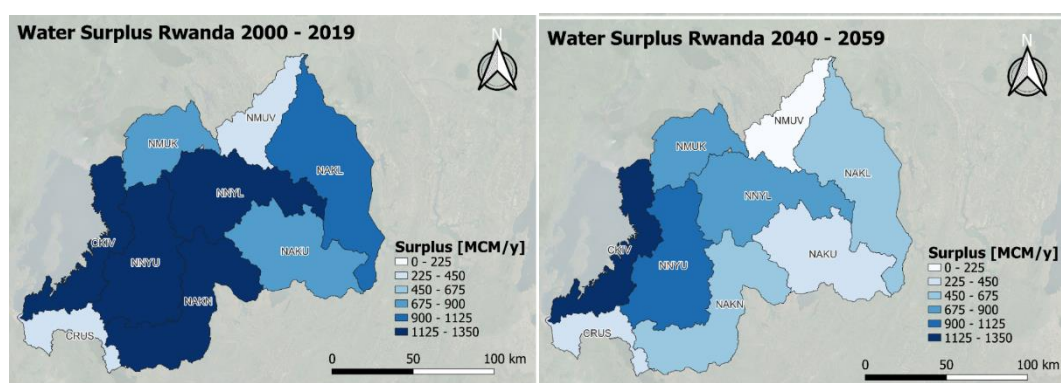 Water Surplus Rwanda 2000 - 2019
N
NMUV
NMUK
NAKL
NNYL
CKIV
NNYU
NAKU
NAKN
CRUS
Surplus [MCM/y]
0 - 225
225 - 450
450 - 675
675 - 900
900 - 1125
1125 - 1350
0 50 100 km
Water Surplus Rwanda 2040 - 2059
N
NMUV
NMUK
NAKL
NNYL
CKIV
NNYU
NAKU
NAKN
CRUS
Surplus [MCM/y]
0 - 225
225 - 450
450 - 675
675 - 900
900 - 1125
1125 - 1350
0 50 100 km